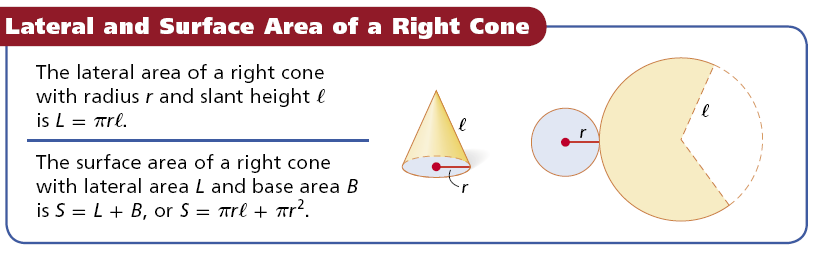 Lateral and Surface Area of a Right Cone
The lateral area of a right cone
with radius r and slant height ℓ
is L = πrℓ.
The surface area of a right cone
with lateral area L and base area B
is S = L + B, or S = πrℓ + πr².
ℓ
r
r
ℓ